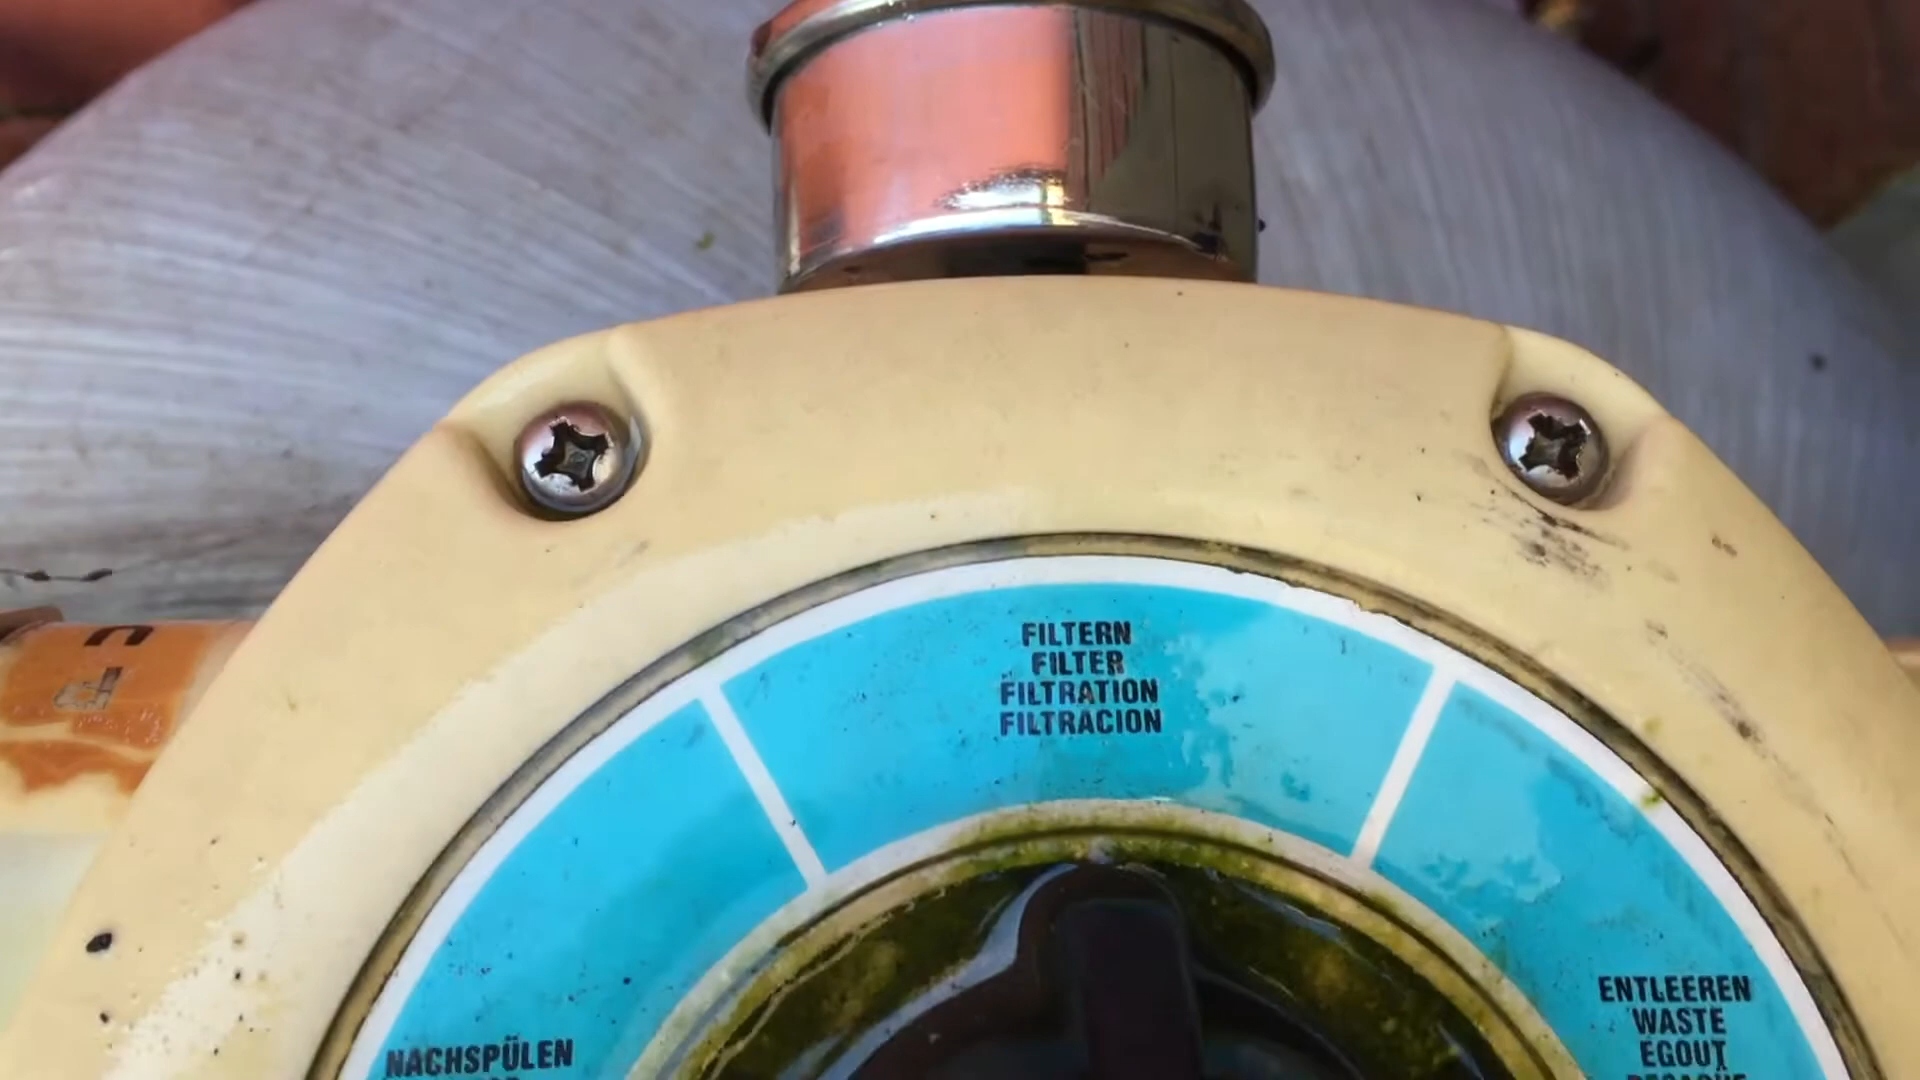 FILTERN
FILTER
FILTRATION
FILTRACION
ENTLEEREN
WASTE
EGOUT
NACHSPÜLEN